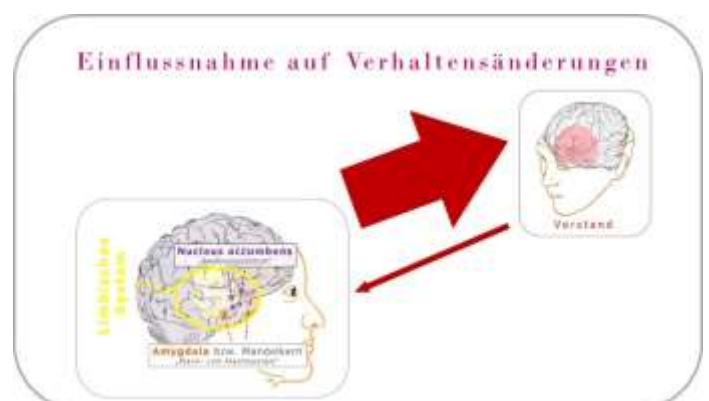 Einflussnahme auf Verhaltensänderungen
Verstand
Limbisches
System
Nucleus accumbens
Amygdala bzw. Mandelkern